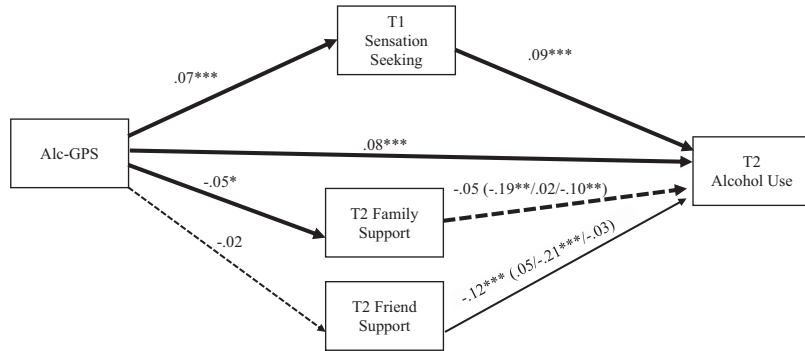 T1
Sensation
Seeking
.07***
.09***
Alc-GPS
.08***
T2
Alcohol Use
-.05*
-.05 (-.19**/.02/-.10**)
T2 Family
Support
-.02
-.12*** (.05/-.21***/-.03)
T2 Friend
Support